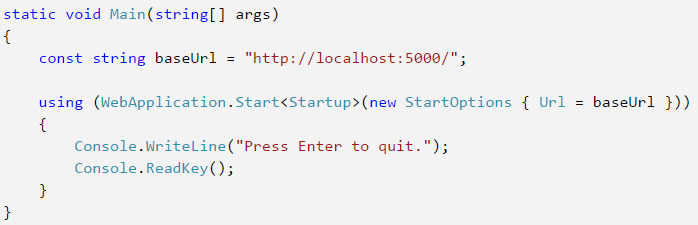 static void Main(string[] args)
{
    const string baseUrl = "http://localhost:5000/";
    using (WebApplication.Start<Startup>(new StartOptions { Url = baseUrl }))
    {
        Console.WriteLine("Press Enter to quit.");
        Console.ReadKey();
    }
}